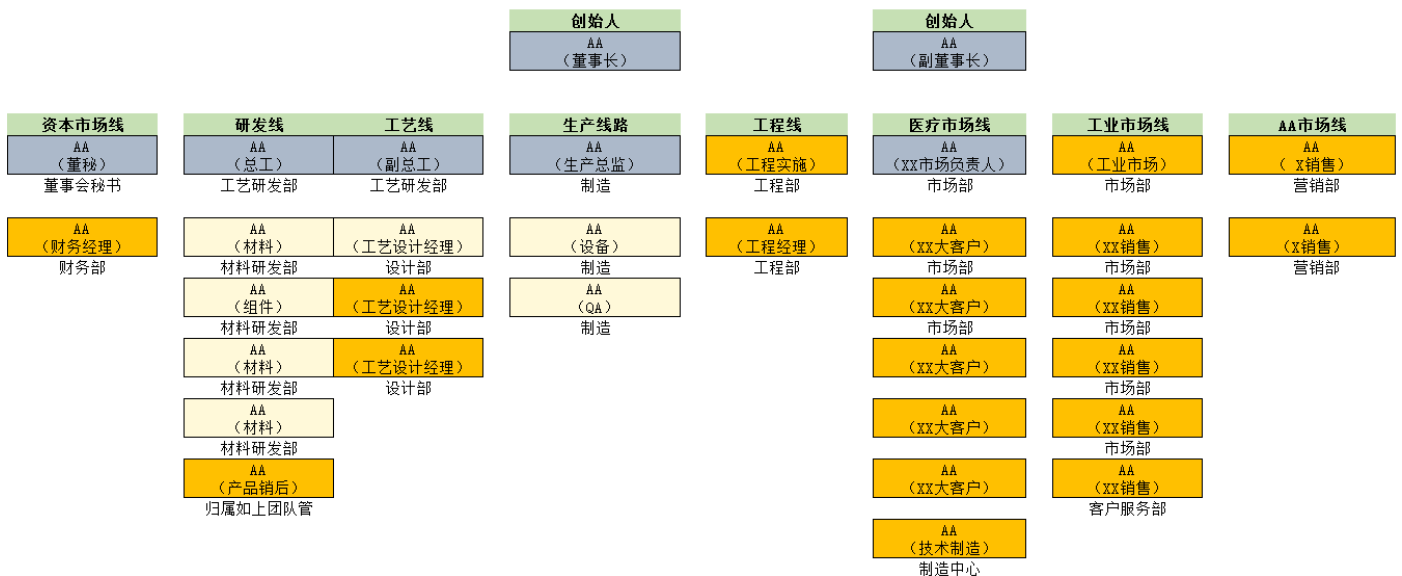 创始人
AA
（董事长）
创始人
AA
（副董事长）
资本市场线
AA
（董秘）
董事会秘书
AA
（财务经理）
财务部
研发线
AA
（总工）
工艺研发部
AA
（材料）
材料研发部
AA
（组件）
材料研发部
AA
（材料）
材料研发部
AA
（材料）
材料研发部
AA
（产品销后）
归属如上团队管
工艺线
AA
（副总工）
工艺研发部
AA
（工艺设计经理）
设计部
AA
（工艺设计经理）
设计部
AA
（工艺设计经理）
设计部
生产线路
AA
（生产总监）
制造
AA
（设备）
制造
AA
（QA）
制造
工程线
AA
（工程实施）
工程部
AA
（工程经理）
工程部
医疗市场线
AA
（XX市场负责人）
市场部
AA
（XX大客户）
市场部
AA
（XX大客户）
市场部
AA
（XX大客户）
AA
（XX大客户）
AA
（XX大客户）
AA
（技术制造）
制造中心
工业市场线
AA
（工业市场）
市场部
AA
（XX销售）
市场部
AA
（XX销售）
市场部
AA
（XX销售）
市场部
AA
（XX销售）
市场部
AA
（XX销售）
客户服务部
AA市场线
AA
（ X销售）
营销部
AA
（X销售）
营销部